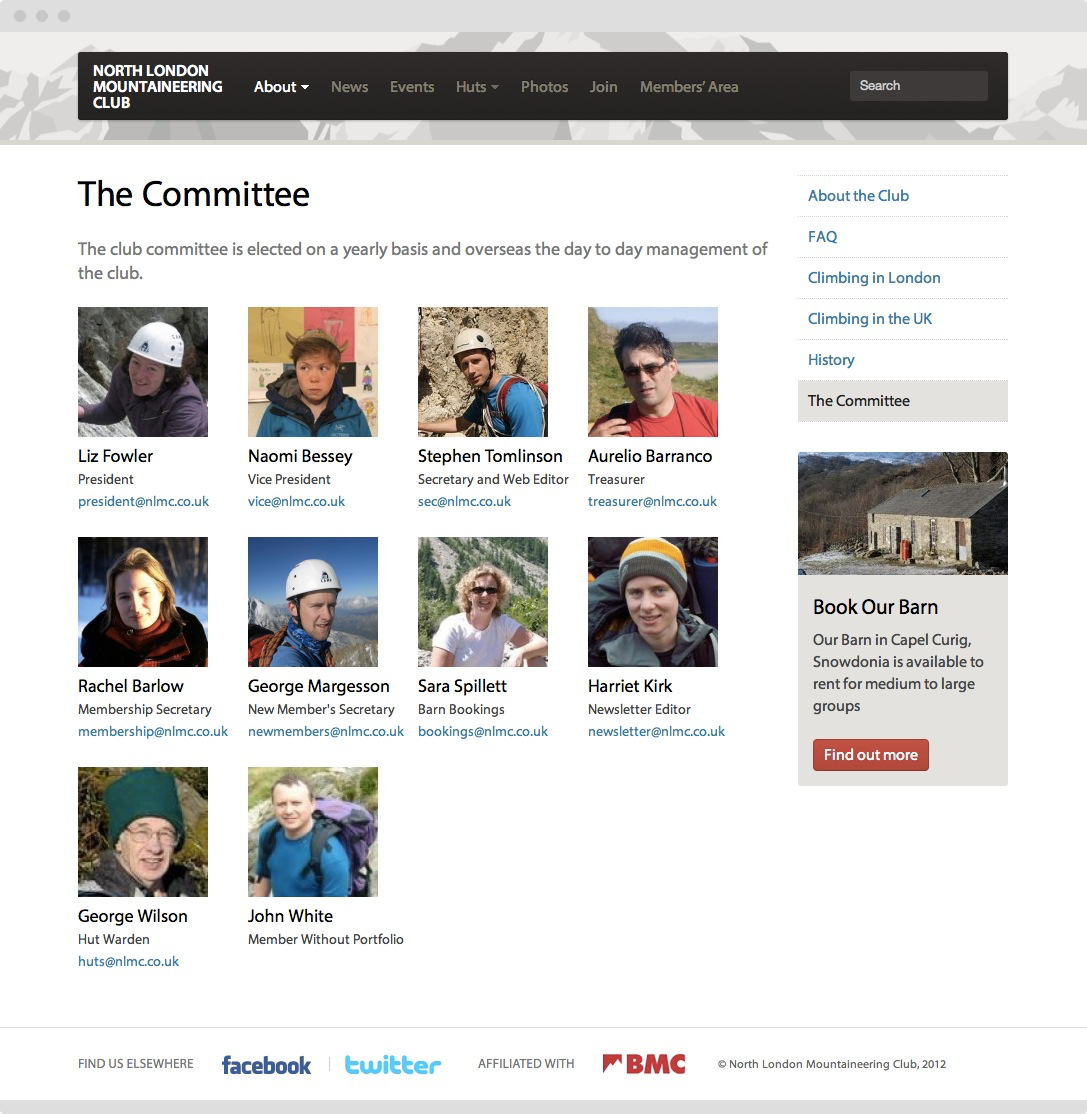 NORTH LONDON
MOUNTAINEERING
CLUB
About News Events Huts Photos Join Members' Area Search
The Committee
The club committee is elected on a yearly basis and overseas the day to day management of
the club.
Liz Fowler
President
president@nlmc.co.uk
Naomi Bessey
Vice President
vice@nlmc.co.uk
Stephen Tomlinson
Secretary and Web Editor
sec@nlmc.co.uk
Aurelio Barranco
Treasurer
treasurer@nlmc.co.uk
Rachel Barlow
Membership Secretary
membership@nlmc.co.uk
George Margesson
New Member's Secretary
newmembers@nlmc.co.uk
Sara Spillett
Barn Bookings
bookings@nlmc.co.uk
Harriet Kirk
Newsletter Editor
newsletter@nlmc.co.uk
George Wilson
Hut Warden
huts@nlmc.co.uk
John White
Member Without Portfolio
About the Club
FAQ
Climbing in London
Climbing in the UK
History
The Committee
Book Our Barn
Our Barn in Capel Curig,
Snowdonia is available to
rent for medium to large
groups
Find out more
FIND US ELSEWHERE facebook twitter AFFILIATED WITH BMC © North London Mountaineering Club, 2012